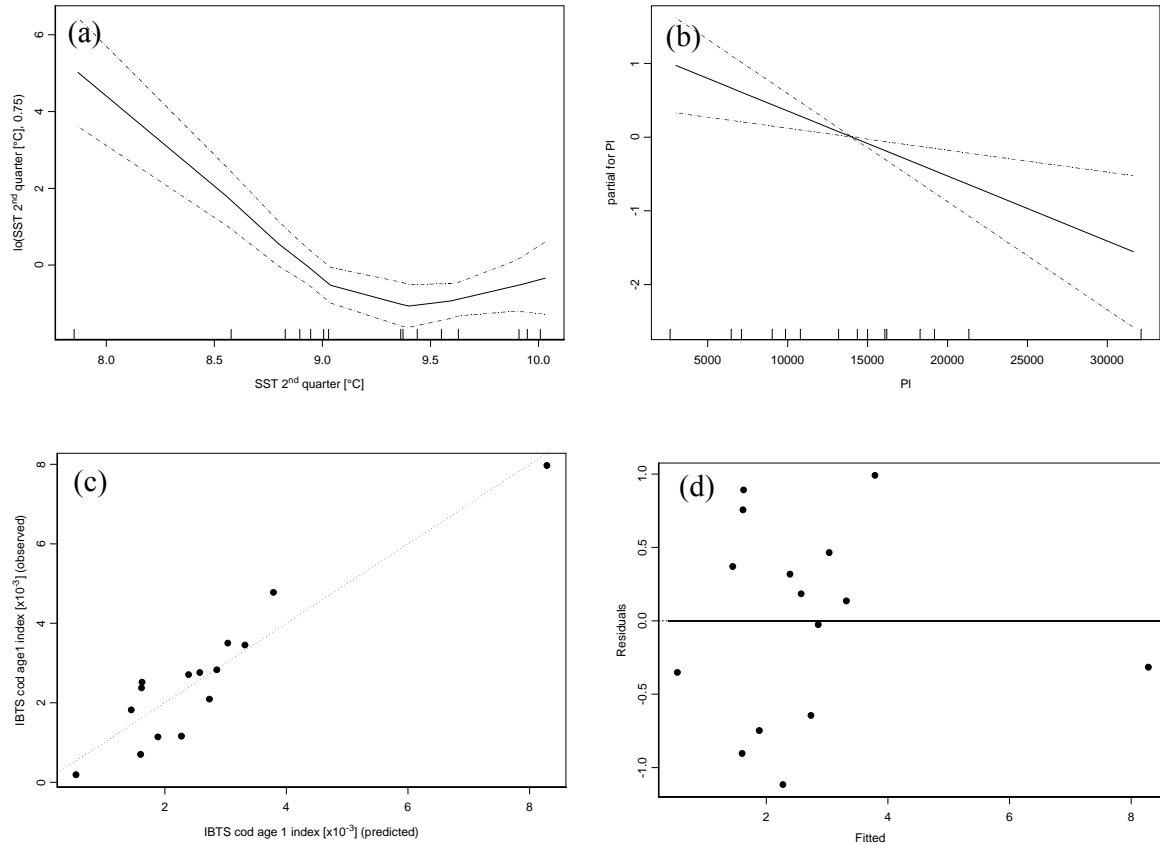 (a)
lo(SST 2nd quarter [°C], 0.75)
6
4
2
0
8.0 8.5 9.0 9.5 10.0
SST 2nd quarter [°C]
(b)
partial for PI
1
0
-1
-2
5000 10000 15000 20000 25000 30000
PI
(c)
IBTS cod age1 index [x10-3] (observed)
8
6
4
2
0
2 4 6 8
IBTS cod age 1 index [x10-3] (predicted)
(d)
Residuals
1.0
0.5
0.0
-0.5
-1.0
2 4 6 8
Fitted